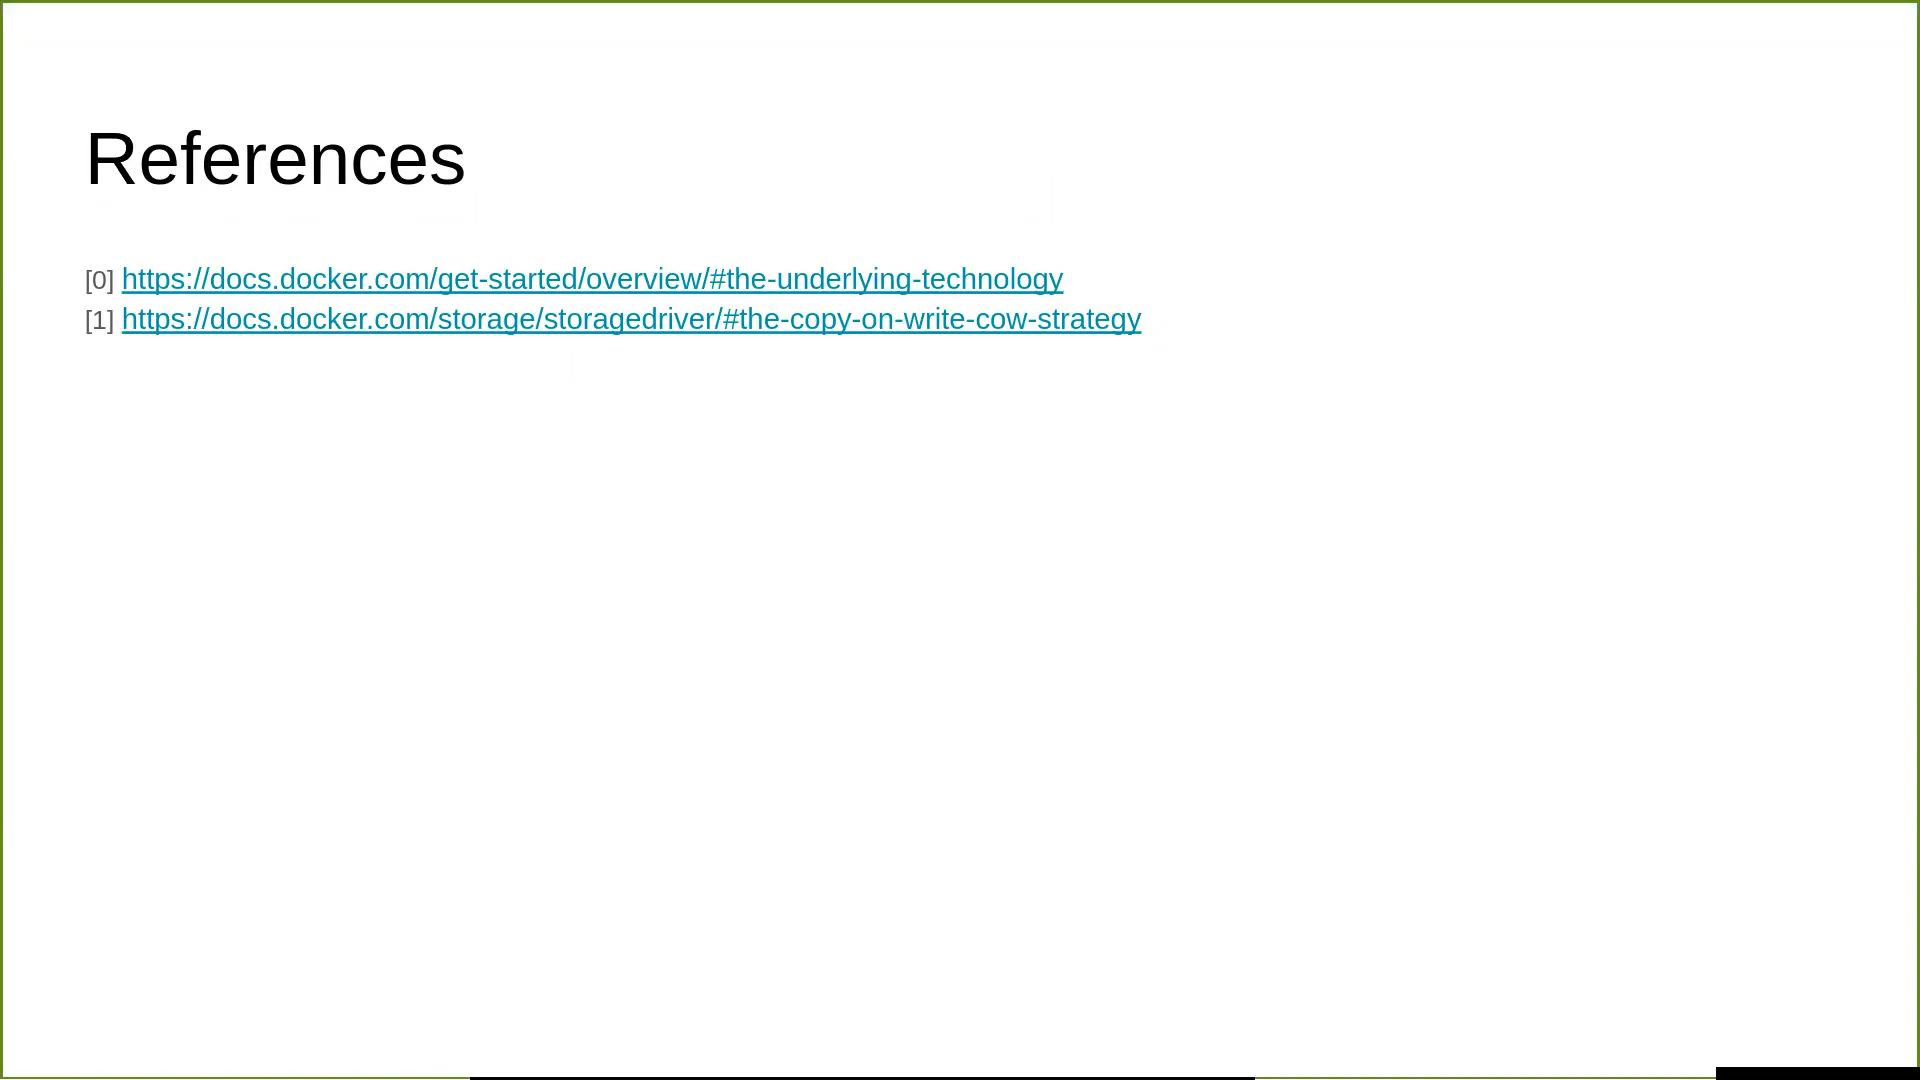 References
[0] https://docs.docker.com/get-started/overview/#the-underlying-technology
[1] https://docs.docker.com/storage/storagedriver/#the-copy-on-write-cow-strategy